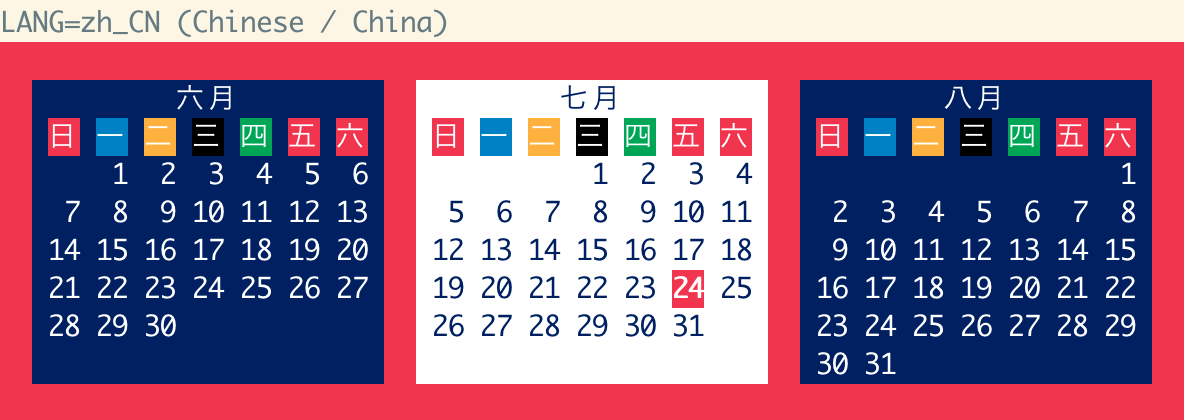 LANG=zh_CN (Chinese / China)
六月
日 一 二 三 四 五 六
1 2 3 4 5 6
7 8 9 10 11 12 13
14 15 16 17 18 19 20
21 22 23 24 25 26 27
28 29 30
七月
日 一 二 三 四 五 六
1 2 3 4
5 6 7 8 9 10 11
12 13 14 15 16 17 18
19 20 21 22 23 24 25
26 27 28 29 30 31
八月
日 一 二 三 四 五 六
1
2 3 4 5 6 7 8
9 10 11 12 13 14 15
16 17 18 19 20 21 22
23 24 25 26 27 28 29
30 31